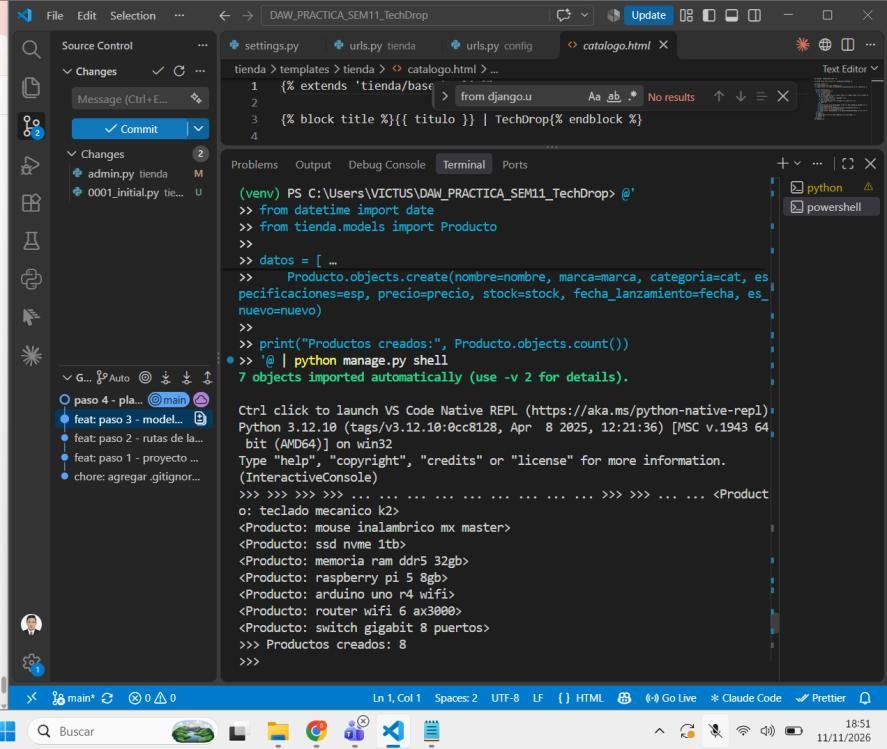 File Edit Selection ··· DAW_PRACTICA_SEM11_TechDrop Update
Source Control ···
Changes
Message (Ctrl+E...
Commit
Changes 2
admin.py tienda M
0001_initial.py tie... U
G... Auto
paso 4 - pla... main
feat: paso 3 - model...
feat: paso 2 - rutas de la...
feat: paso 1 - proyecto ...
chore: agregar .gitignor...
2
1
settings.py urls.py tienda urls.py config catalogo.html
tienda > templates > tienda > catalogo.html > ... Text Editor
from django.u Aa ab .* No results
1 {% extends 'tienda/base
2
3 {% block title %}{{ titulo }} | TechDrop{% endblock %}
4
Problems Output Debug Console Terminal Ports
python
powershell
(venv) PS C:\Users\VICTUS\DAW_PRACTICA_SEM11_TechDrop> @'
>> from datetime import date
>> from tienda.models import Producto
>>
>> datos = [ …
>>     Producto.objects.create(nombre=nombre, marca=marca, categoria=cat, es
pecificaciones=esp, precio=precio, stock=stock, fecha_lanzamiento=fecha, es_
nuevo=nuevo)
>>
>> print("Productos creados:", Producto.objects.count())
>> '@ | python manage.py shell
7 objects imported automatically (use -v 2 for details).
Ctrl click to launch VS Code Native REPL (https://aka.ms/python-native-repl)
Python 3.12.10 (tags/v3.12.10:0cc8128, Apr  8 2025, 12:21:36) [MSC v.1943 64
 bit (AMD64)] on win32
Type "help", "copyright", "credits" or "license" for more information.
(InteractiveConsole)
>>> >>> >>> >>> ... ... ... ... ... ... ... ... ... ... >>> >>> ... ... <Product
o: teclado mecanico k2>
<Producto: mouse inalambrico mx master>
<Producto: ssd nvme 1tb>
<Producto: memoria ram ddr5 32gb>
<Producto: raspberry pi 5 8gb>
<Producto: arduino uno r4 wifi>
<Producto: router wifi 6 ax3000>
<Producto: switch gigabit 8 puertos>
>>> Productos creados: 8
>>>
main* 0 0 Ln 1, Col 1 Spaces: 2 UTF-8 LF {} HTML Go Live Claude Code Prettier
Buscar 18:51
11/11/2026